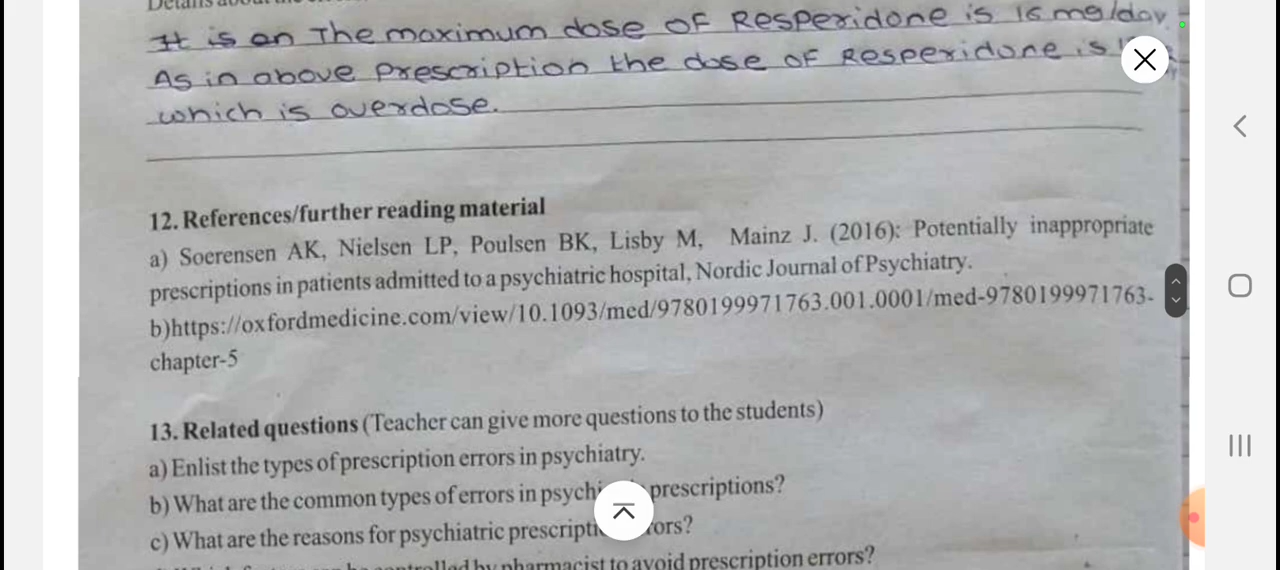 It is on The maximum dose of Resperidone is 16 mg/day
As in above Prescription the dose of Resperidone is
which is overdose.
12. References/further reading material
a) Soerensen AK, Nielsen LP, Poulsen BK, Lisby M, Mainz J. (2016): Potentially inappropriate
prescriptions in patients admitted to a psychiatric hospital, Nordic Journal of Psychiatry.
b)https://oxfordmedicine.com/view/10.1093/med/9780199971763.001.0001/med-9780199971763-
chapter-5
13. Related questions (Teacher can give more questions to the students)
a) Enlist the types of prescription errors in psychiatry.
b) What are the common types of errors in prescriptions?
c) What are the reasons for psychiatric
by pharmacist to avoid prescription errors?